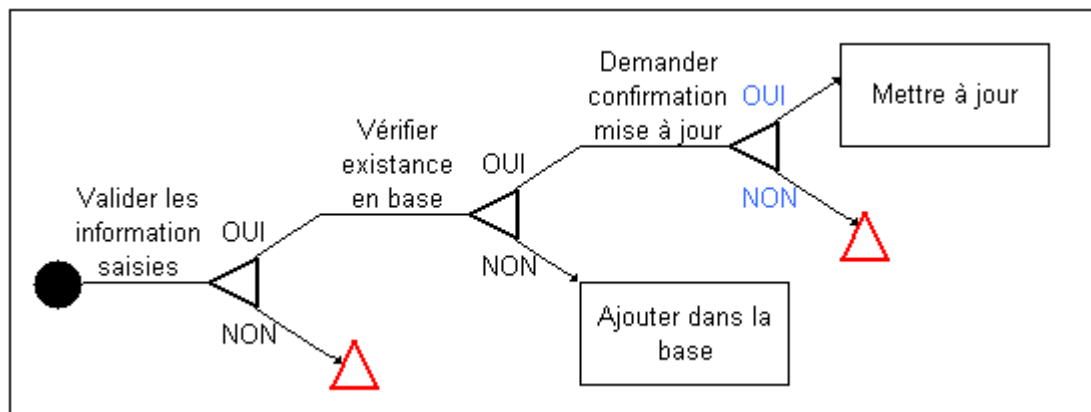 Valider les
information
saisies
OUI
NON
Vérifier
existance
en base
OUI
NON
Ajouter dans la
base
Demander
confirmation
mise à jour
OUI
NON
Mettre à jour